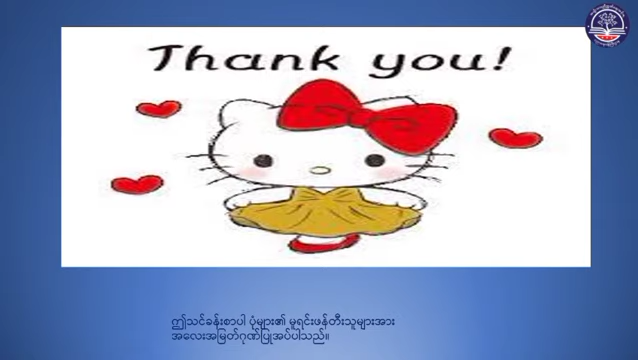 Thank you!
ဤသင်ခန်းစာပါ ပုံများ၏ မူရင်းဖန်တီးသူများအား
အလေးအမြတ်ဂုဏ်ပြုအပ်ပါသည်။